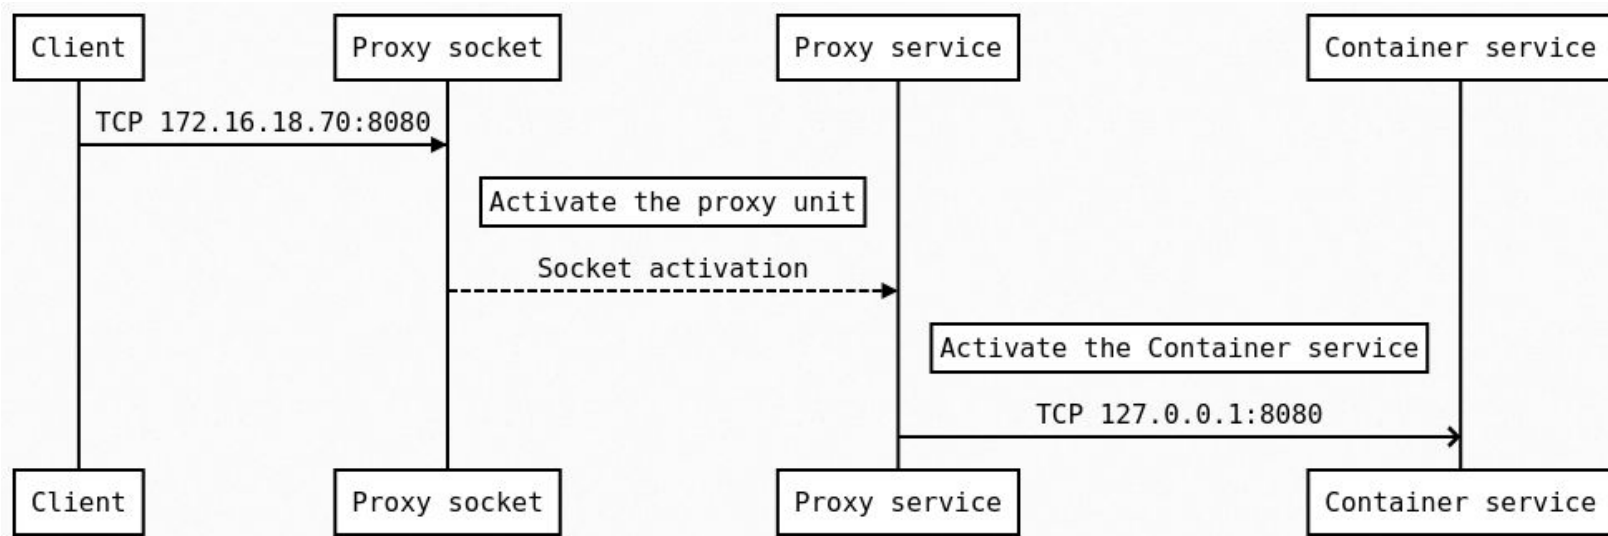 Client
Proxy socket
Proxy service
Container service
TCP 172.16.18.70:8080
Activate the proxy unit
Socket activation
Activate the Container service
TCP 127.0.0.1:8080
Client
Proxy socket
Proxy service
Container service